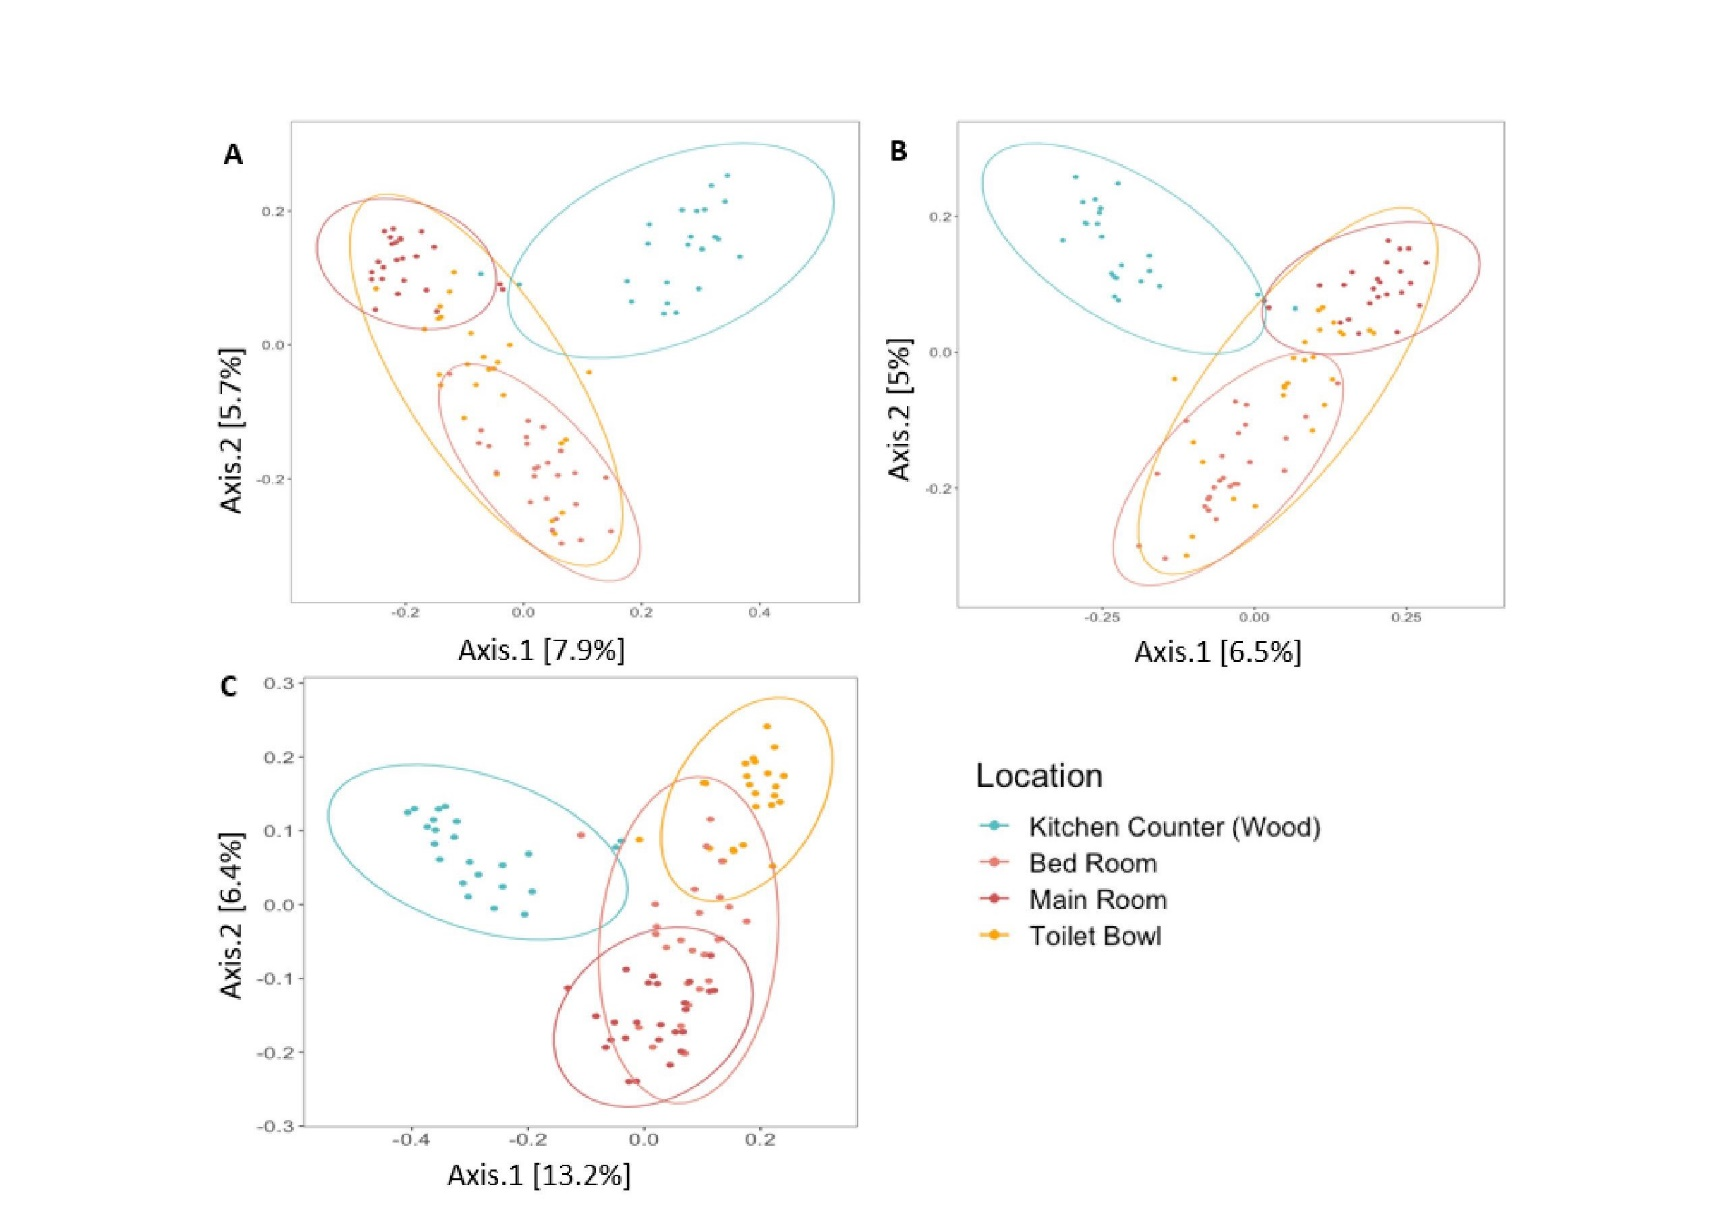 A
0.2
0.0
-0.2
Axis.2 [5.7%]
-0.2
0.0
0.2
0.4
Axis.1 [7.9%]
B
0.2
0.0
-0.2
Axis.2 [5%]
-0.25
0.00
0.25
Axis.1 [6.5%]
C
0.3
0.2
0.1
0.0
-0.1
-0.2
-0.3
Axis.2 [6.4%]
-0.4
-0.2
0.0
0.2
Axis.1 [13.2%]
Location
Kitchen Counter (Wood)
Bed Room
Main Room
Toilet Bowl